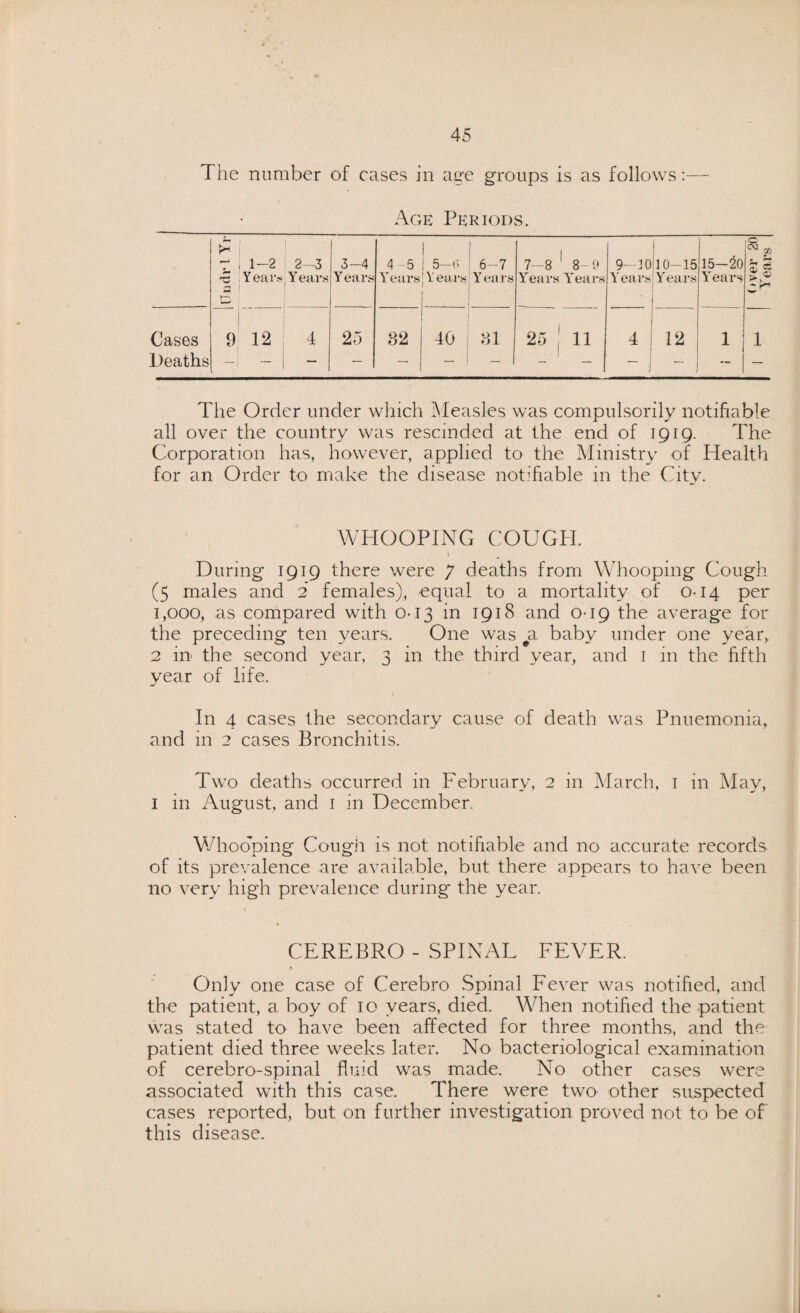 45
The number of cases in age groups is as follows:—
Age Periods.
Under 1 Yr | 1—2 Years | 2—3 Years | 3—4 Years | 4-5 Years | 5—6 Years | 6-7 Years | 7—8 Years | 8-9 Years | 9—10 Years | 10—15 Years | 15—20 Years | Over 20 Years
Cases | 9 | 12 | 4 | 25 | 32 | 40 | 31 | 25 | 11 | 4 | 12 | 1 | 1
Deaths | — | — | — | — | — | — | — | — | — | — | — | — | —
The Order under which Measles was compulsorily notifiable
all over the country was rescinded at the end of 1919. The
Corporation has, however, applied to the Ministry of Health
for an Order to make the disease notifiable in the City.
WHOOPING COUGH.
During 1919 there were 7 deaths from Whooping Cough
(5 males and 2 females), equal to a mortality of 0·14 per
1,000, as compared with 0·13 in 1918 and 0·19 the average for
the preceding ten years. One was a baby under one year,
2 in the second year, 3 in the third year, and 1 in the fifth
year of life.
In 4 cases the secondary cause of death was Pnuemonia,
and in 2 cases Bronchitis.
Two deaths occurred in February, 2 in March, 1 in May,
1 in August, and 1 in December.
Whooping Cough is not notifiable and no accurate records
of its prevalence are available, but there appears to have been
no very high prevalence during the year.
CEREBRO - SPINAL FEVER.
Only one case of Cerebro Spinal Fever was notified, and
the patient, a boy of 10 years, died. When notified the patient
was stated to have been affected for three months, and the
patient died three weeks later. No bacteriological examination
of cerebro-spinal fluid was made. No other cases were
associated with this case. There were two other suspected
cases reported, but on further investigation proved not to be of
this disease.